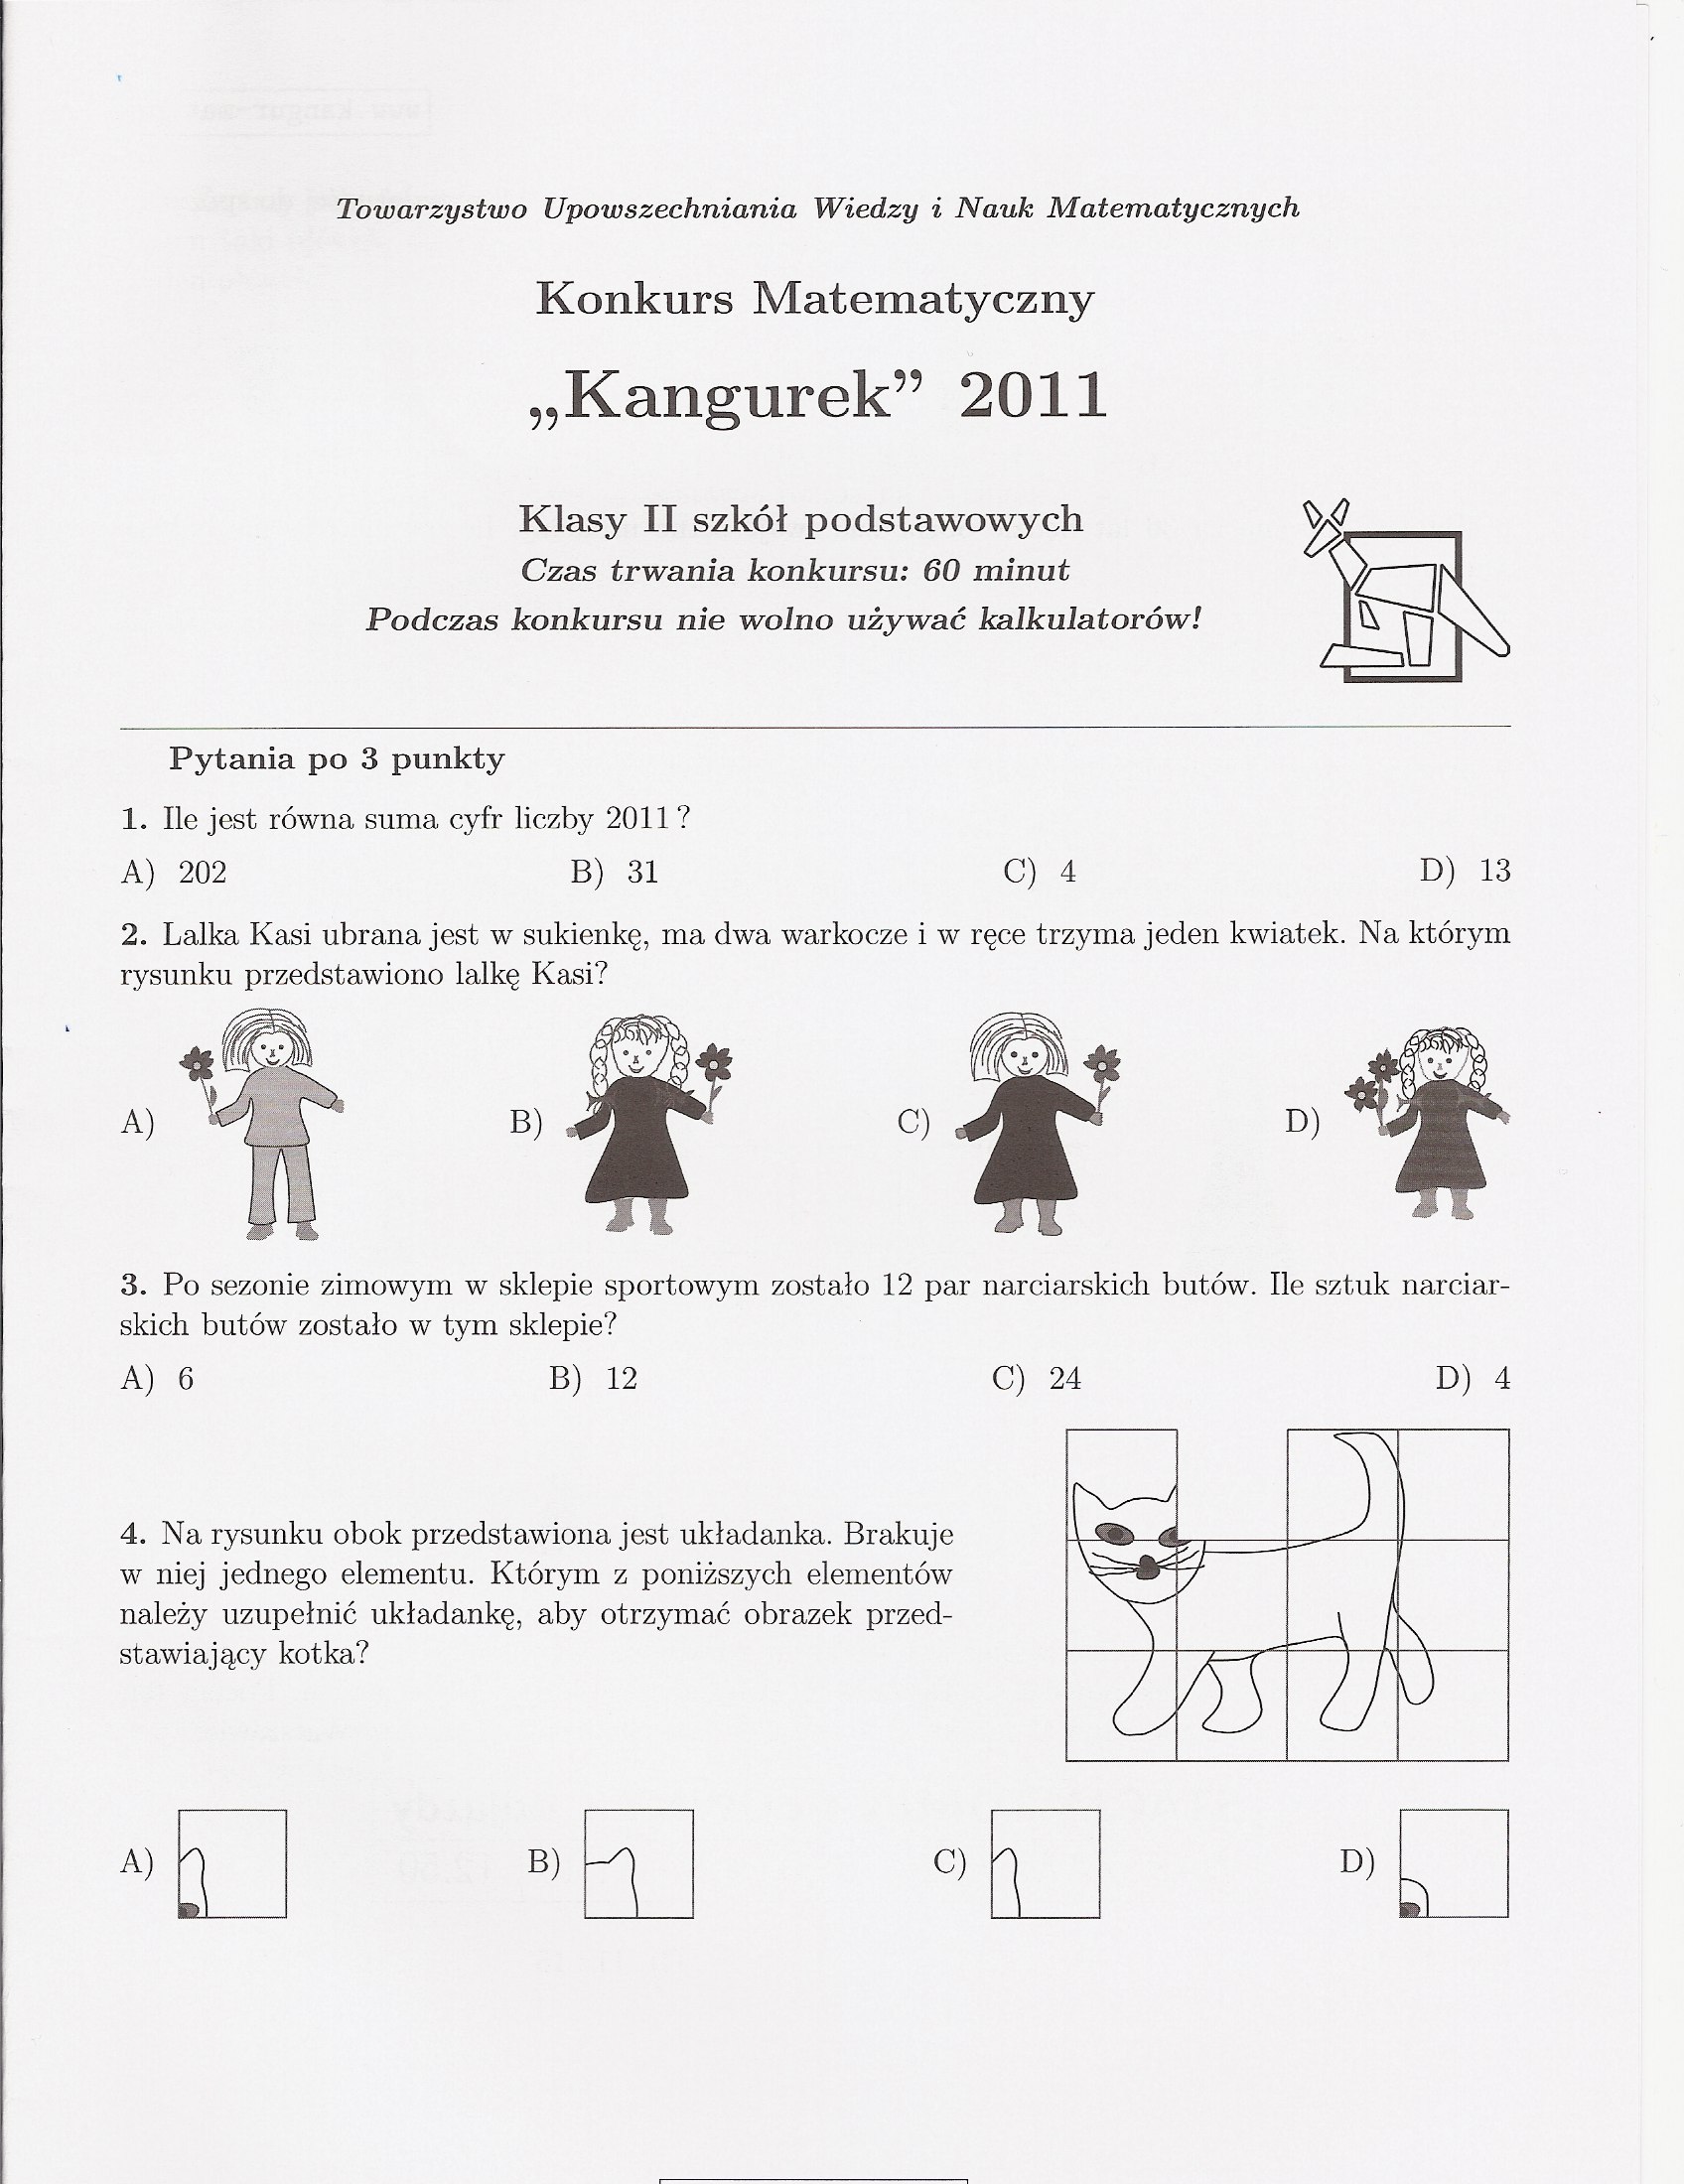 Towarzystwo Upowszechniania Wiedzy i Nauk Matematycznych
Konkurs Matematyczny
„Kangurek” 2011
Klasy II szkół podstawowych
Czas trwania konkursu: 60 minut
Podczas konkursu nie wolno używać kalkulatorów!
Pytania po 3 punkty
1. Ile jest równa suma cyfr liczby 2011?
A) 202 B) 31 C) 4 D) 13
2. Lalka Kasi ubrana jest w sukienkę, ma dwa warkocze i w ręce trzyma jeden kwiatek. Na którym
rysunku przedstawiono lalkę Kasi?
A) B) C) D)
3. Po sezonie zimowym w sklepie sportowym zostało 12 par narciarskich butów. Ile sztuk narciar-
skich butów zostało w tym sklepie?
A) 6 B) 12 C) 24 D) 4
4. Na rysunku obok przedstawiona jest układanka. Brakuje
w niej jednego elementu. Którym z poniższych elementów
należy uzupełnić układankę, aby otrzymać obrazek przed-
stawiający kotka?
A) B) C) D)